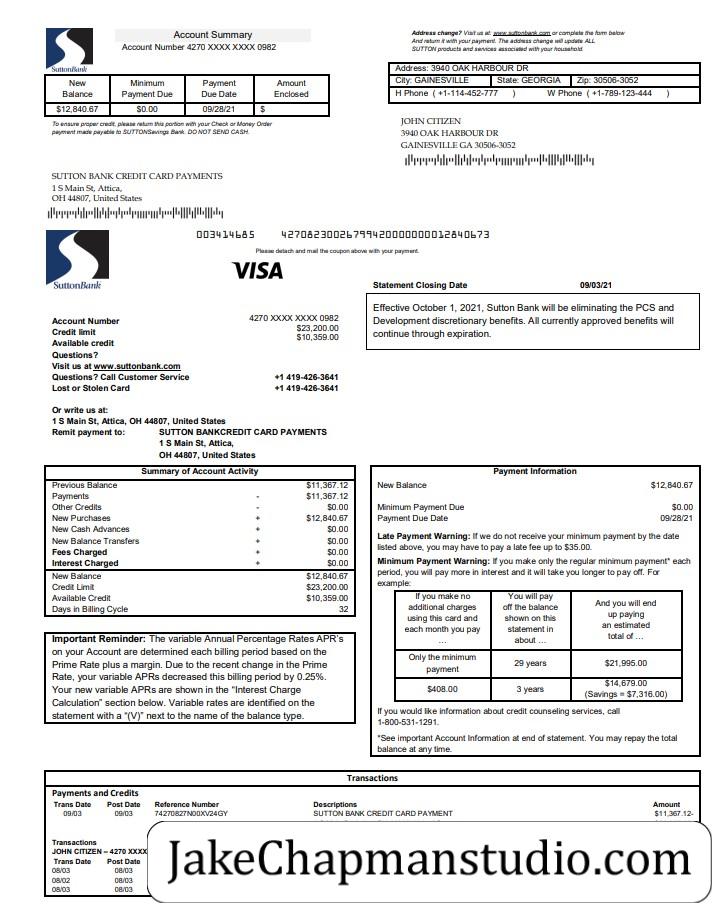 SuttonBank
Account Summary
Account Number 4270 XXXX XXXX 0982
New Balance Minimum Payment Due Payment Due Date Amount Enclosed
$12,840.67 $0.00 09/28/21 $
To ensure proper credit, please return this portion with your Check or Money Order
payment made payable to SUTTONSavings Bank. DO NOT SEND CASH.
Address change? Visit us at: www.suttonbank.com or complete the form below
And return it with your payment. The address change will update ALL
SUTTON products and services associated with your household.
Address: 3940 OAK HARBOUR DR
City: GAINESVILLE State: GEORGIA Zip: 30506-3052
H Phone ( +1-114-452-777 ) W Phone ( +1-789-123-444 )
JOHN CITIZEN
3940 OAK HARBOUR DR
GAINESVILLE GA 30506-3052
SUTTON BANK CREDIT CARD PAYMENTS
1 S Main St, Attica,
OH 44807, United States
003414685 42708230026799420000000012840673
Please detach and mail the coupon above with your payment.
SuttonBank
VISA
Statement Closing Date 09/03/21
Effective October 1, 2021, Sutton Bank will be eliminating the PCS and
Development discretionary benefits. All currently approved benefits will
continue through expiration.
Account Number 4270 XXXX XXXX 0982
Credit limit $23,200.00
Available credit $10,359.00
Questions?
Visit us at www.suttonbank.com
Questions? Call Customer Service +1 419-426-3641
Lost or Stolen Card +1 419-426-3641
Or write us at:
1 S Main St, Attica, OH 44807, United States
Remit payment to: SUTTON BANKCREDIT CARD PAYMENTS
1 S Main St, Attica,
OH 44807, United States
Summary of Account Activity
Previous Balance $11,367.12
Payments - $11,367.12
Other Credits - $0.00
New Purchases + $12,840.67
New Cash Advances + $0.00
New Balance Transfers + $0.00
Fees Charged + $0.00
Interest Charged + $0.00
New Balance $12,840.67
Credit Limit $23,200.00
Available Credit $10,359.00
Days in Billing Cycle 32
Important Reminder: The variable Annual Percentage Rates APR's
on your Account are determined each billing period based on the
Prime Rate plus a margin. Due to the recent change in the Prime
Rate, your variable APRs decreased this billing period by 0.25%.
Your new variable APRs are shown in the "Interest Charge
Calculation" section below. Variable rates are identified on the
statement with a "(V)" next to the name of the balance type.
Payment Information
New Balance $12,840.67
Minimum Payment Due $0.00
Payment Due Date 09/28/21
Late Payment Warning: If we do not receive your minimum payment by the date
listed above, you may have to pay a late fee up to $35.00.
Minimum Payment Warning: If you make only the regular minimum payment* each
period, you will pay more in interest and it will take you longer to pay off. For
example:
If you make no additional charges using this card and each month you pay …
You will pay off the balance shown on this statement in about …
And you will end up paying an estimated total of …
Only the minimum payment 29 years $21,995.00
$408.00 3 years $14,679.00 (Savings = $7,316.00)
If you would like information about credit counseling services, call
1-800-531-1291.
*See important Account Information at end of statement. You may repay the total
balance at any time.
Transactions
Payments and Credits
Trans Date Post Date Reference Number Descriptions Amount
09/03 09/03 74270827N00XV24GY SUTTON BANK CREDIT CARD PAYMENT $11,367.12-
Transactions
JOHN CITIZEN – 4270 XXXX
Trans Date Post Date
08/03 08/03
08/02 08/03
08/03 08/03
JakeChapmanstudio.com